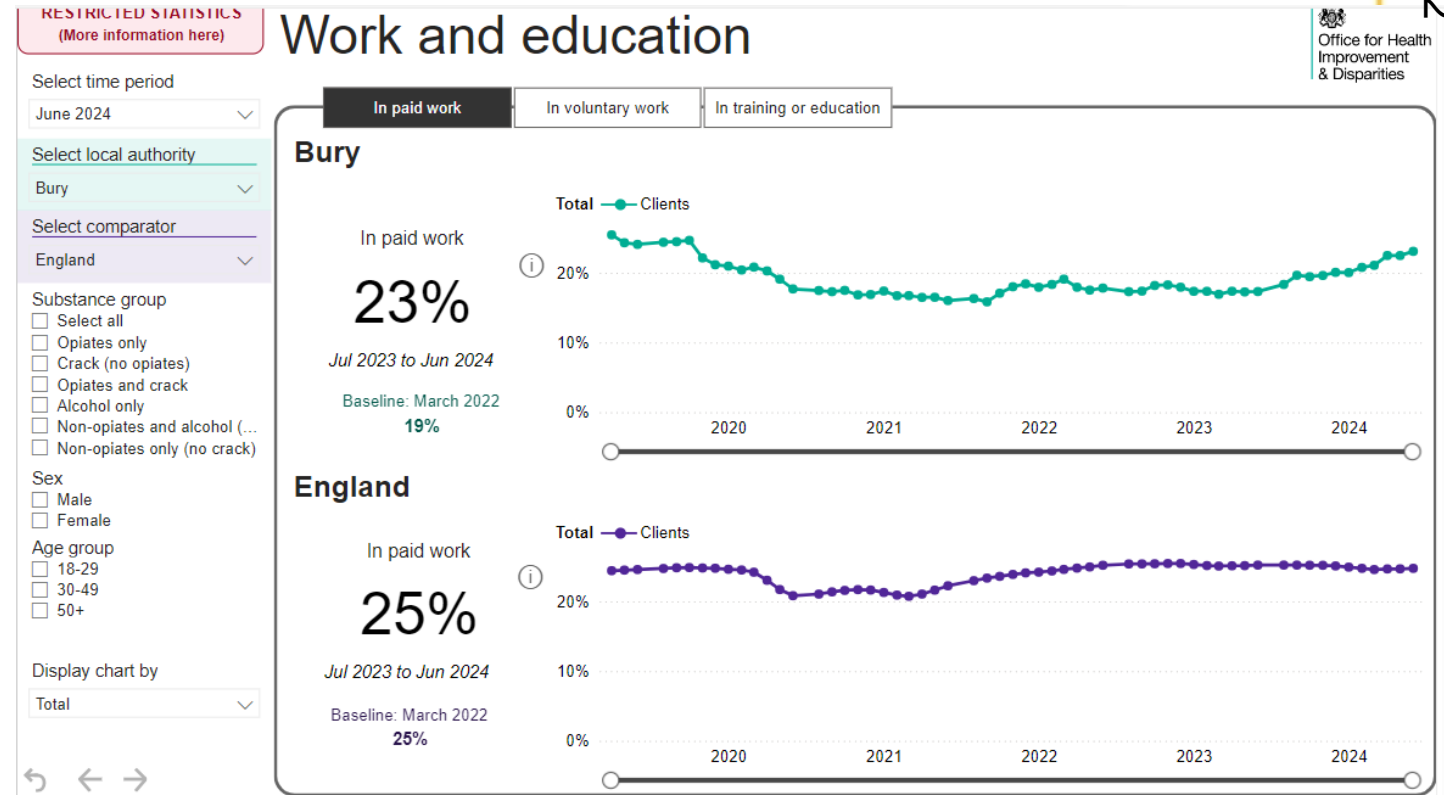 RESTRICTED STATISTICS
(More information here)
Work and education
Office for Health
Improvement
& Disparities
Select time period
June 2024
Select local authority
Bury
Select comparator
England
Substance group
Select all
Opiates only
Crack (no opiates)
Opiates and crack
Alcohol only
Non-opiates and alcohol (...
Non-opiates only (no crack)
Sex
Male
Female
Age group
18-29
30-49
50+
Display chart by
Total
In paid work
In voluntary work
In training or education
Bury
In paid work
23%
Jul 2023 to Jun 2024
Baseline: March 2022
19%
Total Clients
20%
10%
0%
2020 2021 2022 2023 2024
England
In paid work
25%
Jul 2023 to Jun 2024
Baseline: March 2022
25%
Total Clients
20%
10%
0%
2020 2021 2022 2023 2024